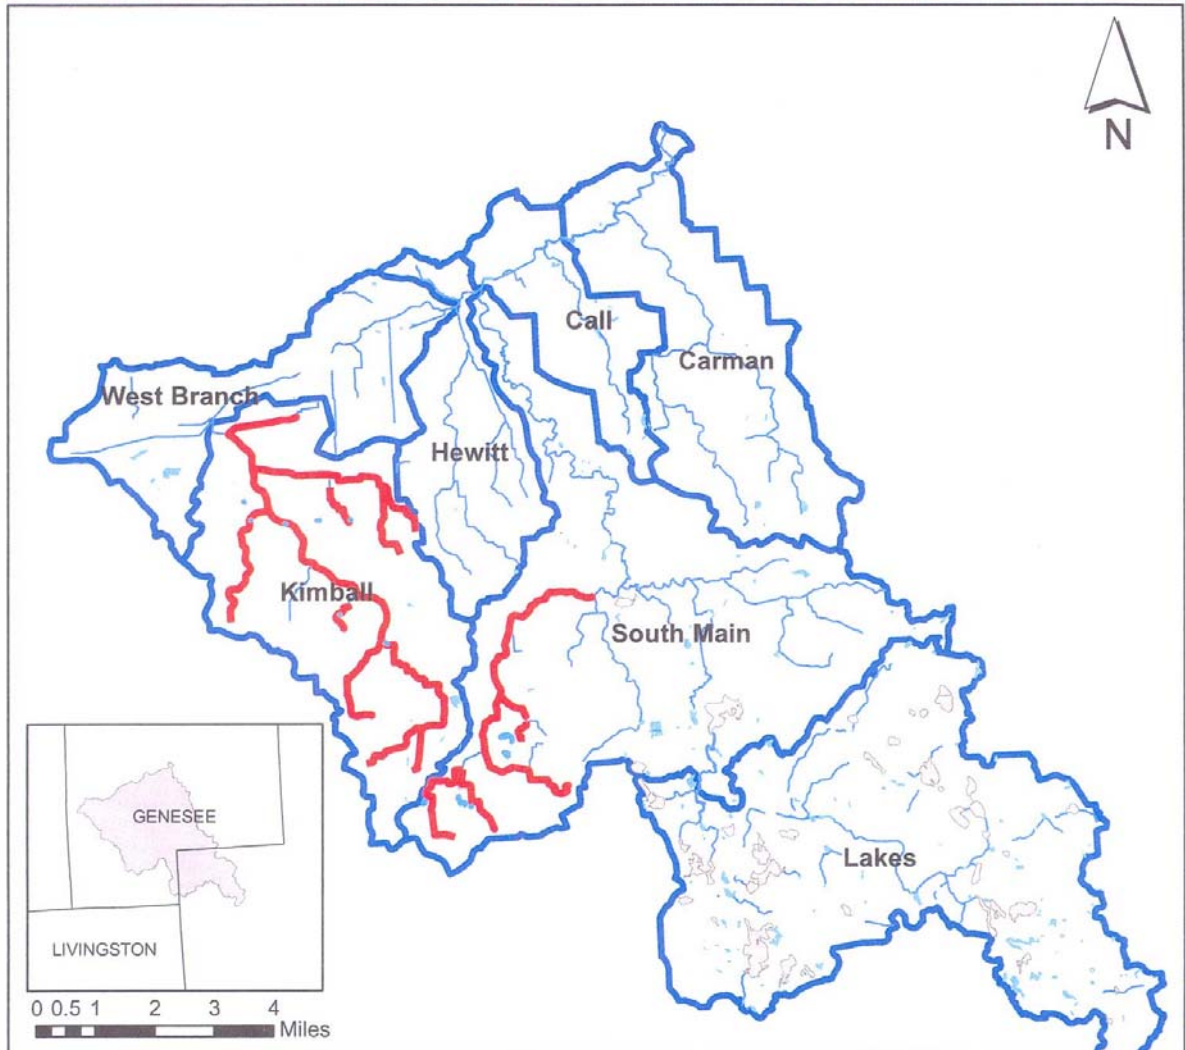 N
Call
Carman
West Branch
Hewitt
Kimball
South Main
Lakes
GENESEE
LIVINGSTON
0 0.5 1 2 3 4
Miles